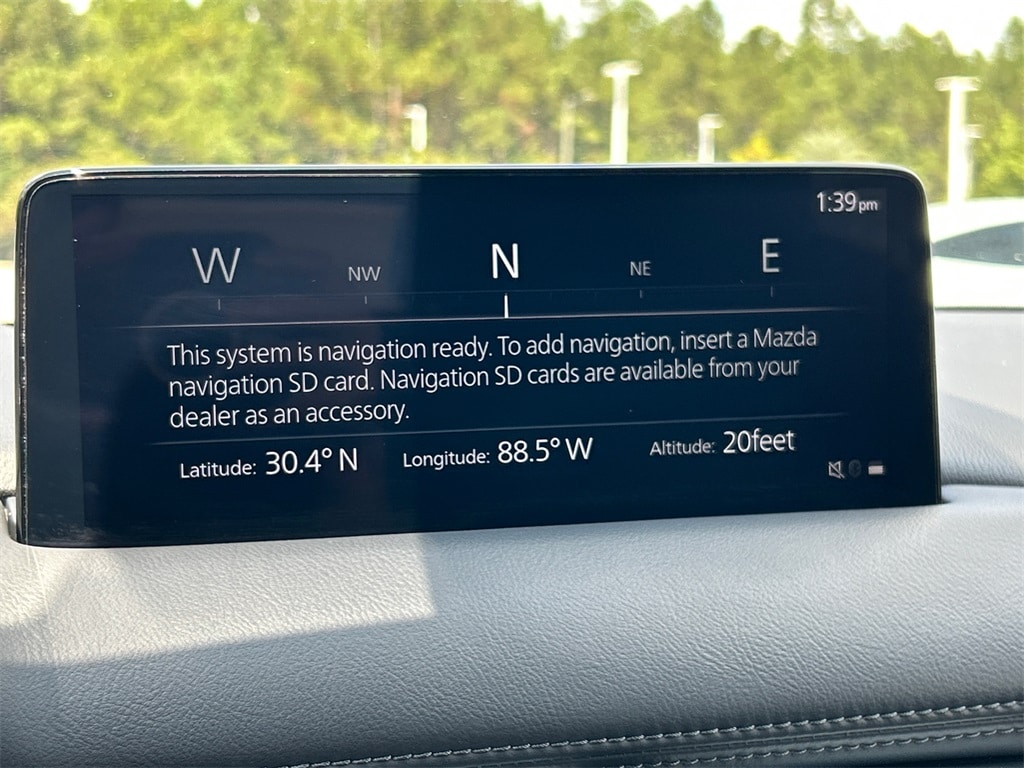 1:39pm
W NW N NE E
This system is navigation ready. To add navigation, insert a Mazda
navigation SD card. Navigation SD cards are available from your
dealer as an accessory.
Latitude: 30.4° N Longitude: 88.5° W Altitude: 20feet